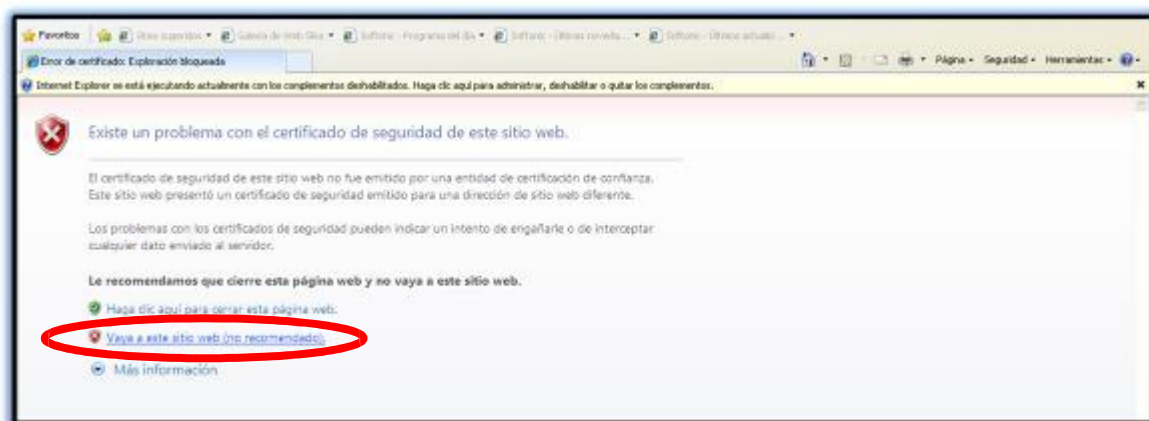 Favoritos
Error de certificado: Exploración bloqueada
Página Seguridad Herramientas
Internet Explorer se está ejecutando actualmente con los complementos deshabilitados. Haga clic aquí para administrar, deshabilitar o quitar los complementos.
Existe un problema con el certificado de seguridad de este sitio web.
El certificado de seguridad de este sitio web no fue emitido por una entidad de certificación de confianza.
Este sitio web presentó un certificado de seguridad emitido para una dirección de sitio web diferente.
Los problemas con los certificados de seguridad pueden indicar un intento de engañarle o de interceptar
cualquier dato enviado al servidor.
Le recomendamos que cierre esta página web y no vaya a este sitio web.
Haga clic aquí para cerrar esta página web.
Vaya a este sitio web (no recomendado).
Más información